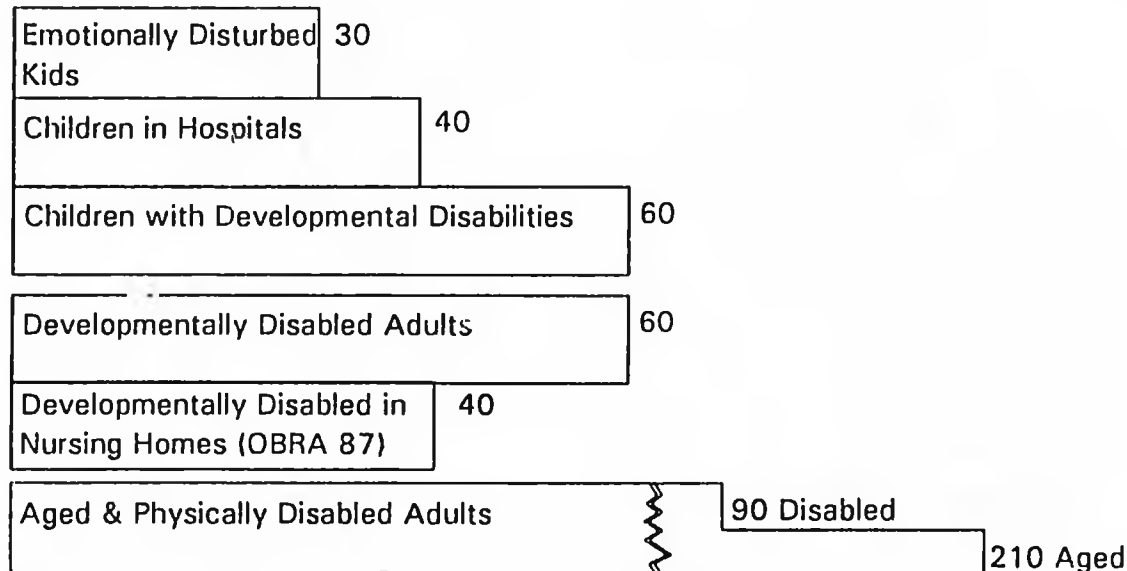 Emotionally Disturbed 30
Kids
Children in Hospitals 40
Children with Developmental Disabilities 60
Developmentally Disabled Adults 60
Developmentally Disabled in 40
Nursing Homes (OBRA 87)
Aged & Physically Disabled Adults 90 Disabled
210 Aged